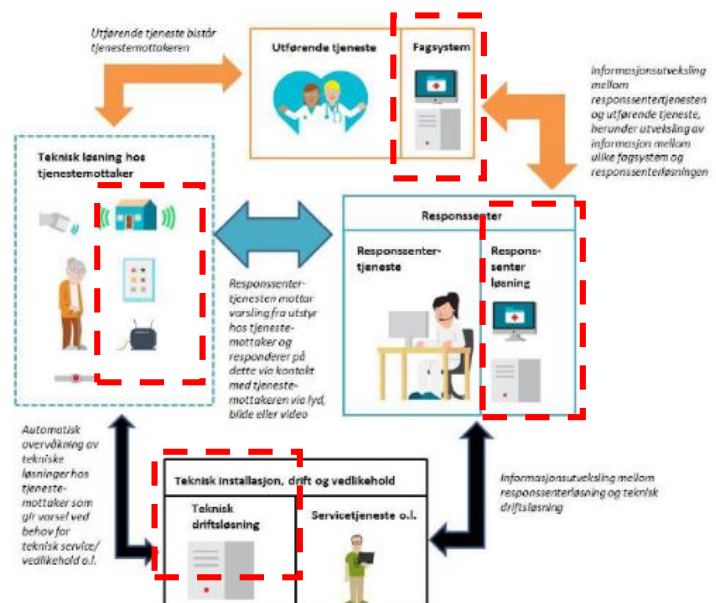 Utførende tjeneste bistår
tjenestemottakeren
Utførende tjeneste
Fagsystem
Informasjonsutveksling
mellom
responssentertjenesten
og utførende tjeneste,
herunder utveksling av
informasjon mellom
ulike fagsystem og
responssenterløsningen
Teknisk løsning hos
tjenestemottaker
Responssenter-
tjenesten mottar
varsling fra utstyr
hos tjeneste-
mottaker og
responderer på
dette via kontakt
med tjeneste-
mottakeren via lyd,
bilde eller video
Responssenter
Responssenter-
tjeneste
Respons-
senter
løsning
Automatisk
overvåkning av
tekniske
løsninger hos
tjeneste-
mottaker som
gir varsel ved
behov for
teknisk service/
vedlikehold o.l.
Teknisk installasjon, drift og vedlikehold
Teknisk
driftsløsning
Servicetjeneste o.l.
Informasjonsutveksling mellom
responssenterløsning og teknisk
driftsløsning